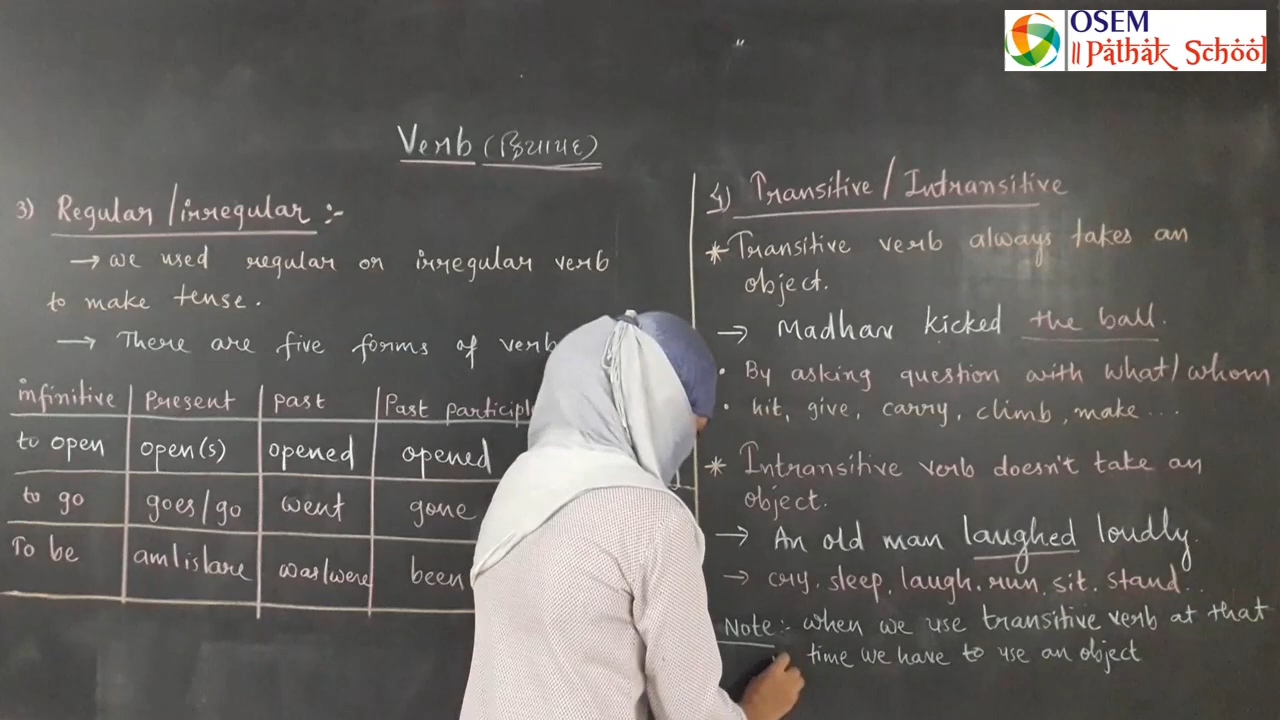 OSEM
॥ Pathak School
Verb (ક્રિયાપદ)
3) Regular / irregular :-
→ we used regular or irregular verb
to make tense.
→ There are five forms of verb
infinitive Present past Past participle
to open open(s) opened opened
to go goes/go went gone
To be am/is/are was/were been
4) Transitive / Intransitive
* Transitive verb always takes an
object.
→ Madhav kicked the ball.
• By asking question with what/whom
• hit, give, carry, climb, make ...
* Intransitive verb doesn't take an
object.
→ An old man laughed loudly.
→ cry, sleep, laugh, run, sit, stand..
Note:- when we use transitive verb at that
time we have to use an object